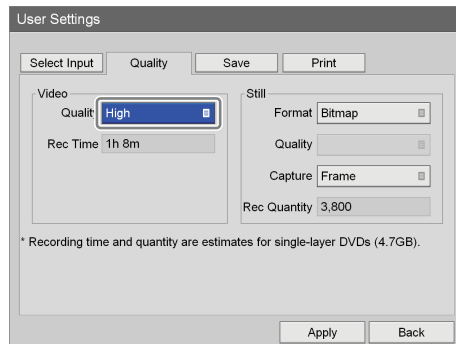 User Settings
Select Input Quality Save Print
Video
Quality High
Rec Time 1h 8m
Still
Format Bitmap
Quality
Capture Frame
Rec Quantity 3,800
* Recording time and quantity are estimates for single-layer DVDs (4.7GB).
Apply Back